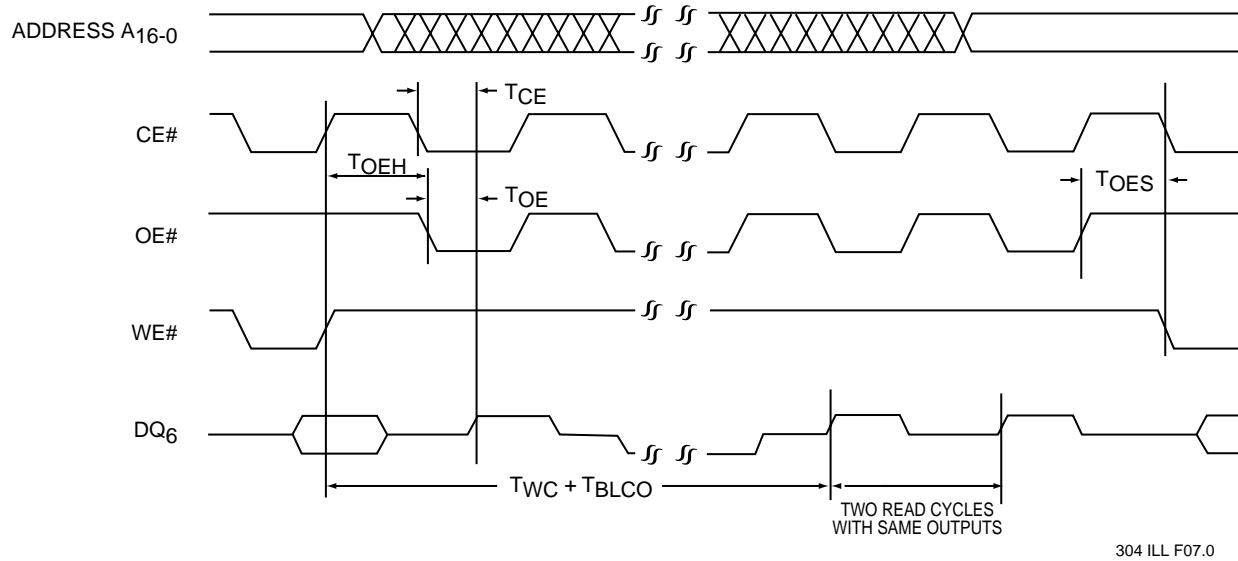 ADDRESS A16-0
TCE
CE#
TOEH
TOE
TOES
OE#
WE#
DQ6
TWC + TBLCO
TWO READ CYCLES
WITH SAME OUTPUTS
304 ILL F07.0